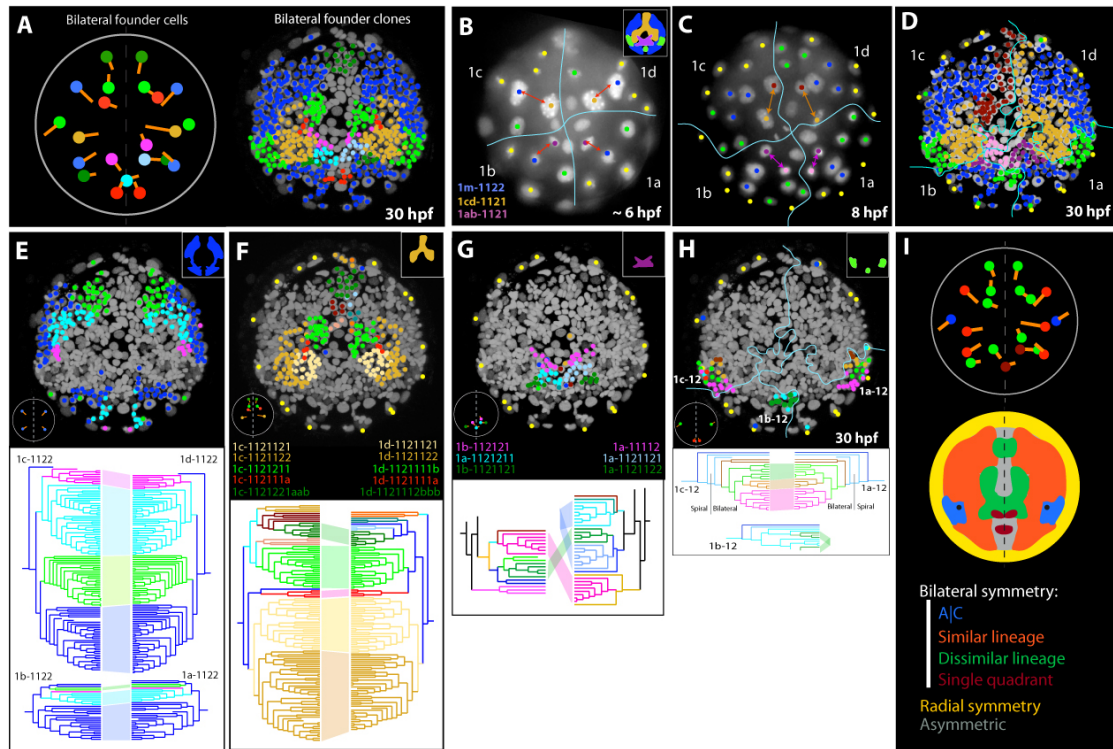 A
Bilateral founder cells
Bilateral founder clones
30 hpf
B
1c
1d
1b
1a
1m-1122
1cd-1121
1ab-1121
~ 6 hpf
C
1c
1d
1b
1a
8 hpf
D
1c
1d
1b
1a
30 hpf
E
1c-1122
1d-1122
1b-1122
1a-1122
F
1c-1121121
1c-1121122
1c-1121211
1c-112111a
1c-1121221aab
1d-1121121
1d-1121122
1d-1121111b
1d-1121111a
1d-1121112bbb
G
1b-112121
1a-1121211
1b-1121121
1a-11112
1a-1121121
1a-1121122
H
1c-12
1a-12
1b-12
30 hpf
1c-12
1a-12
Spiral
Bilateral
Bilateral
Spiral
1b-12
I
Bilateral symmetry:
A|C
Similar lineage
Dissimilar lineage
Single quadrant
Radial symmetry
Asymmetric